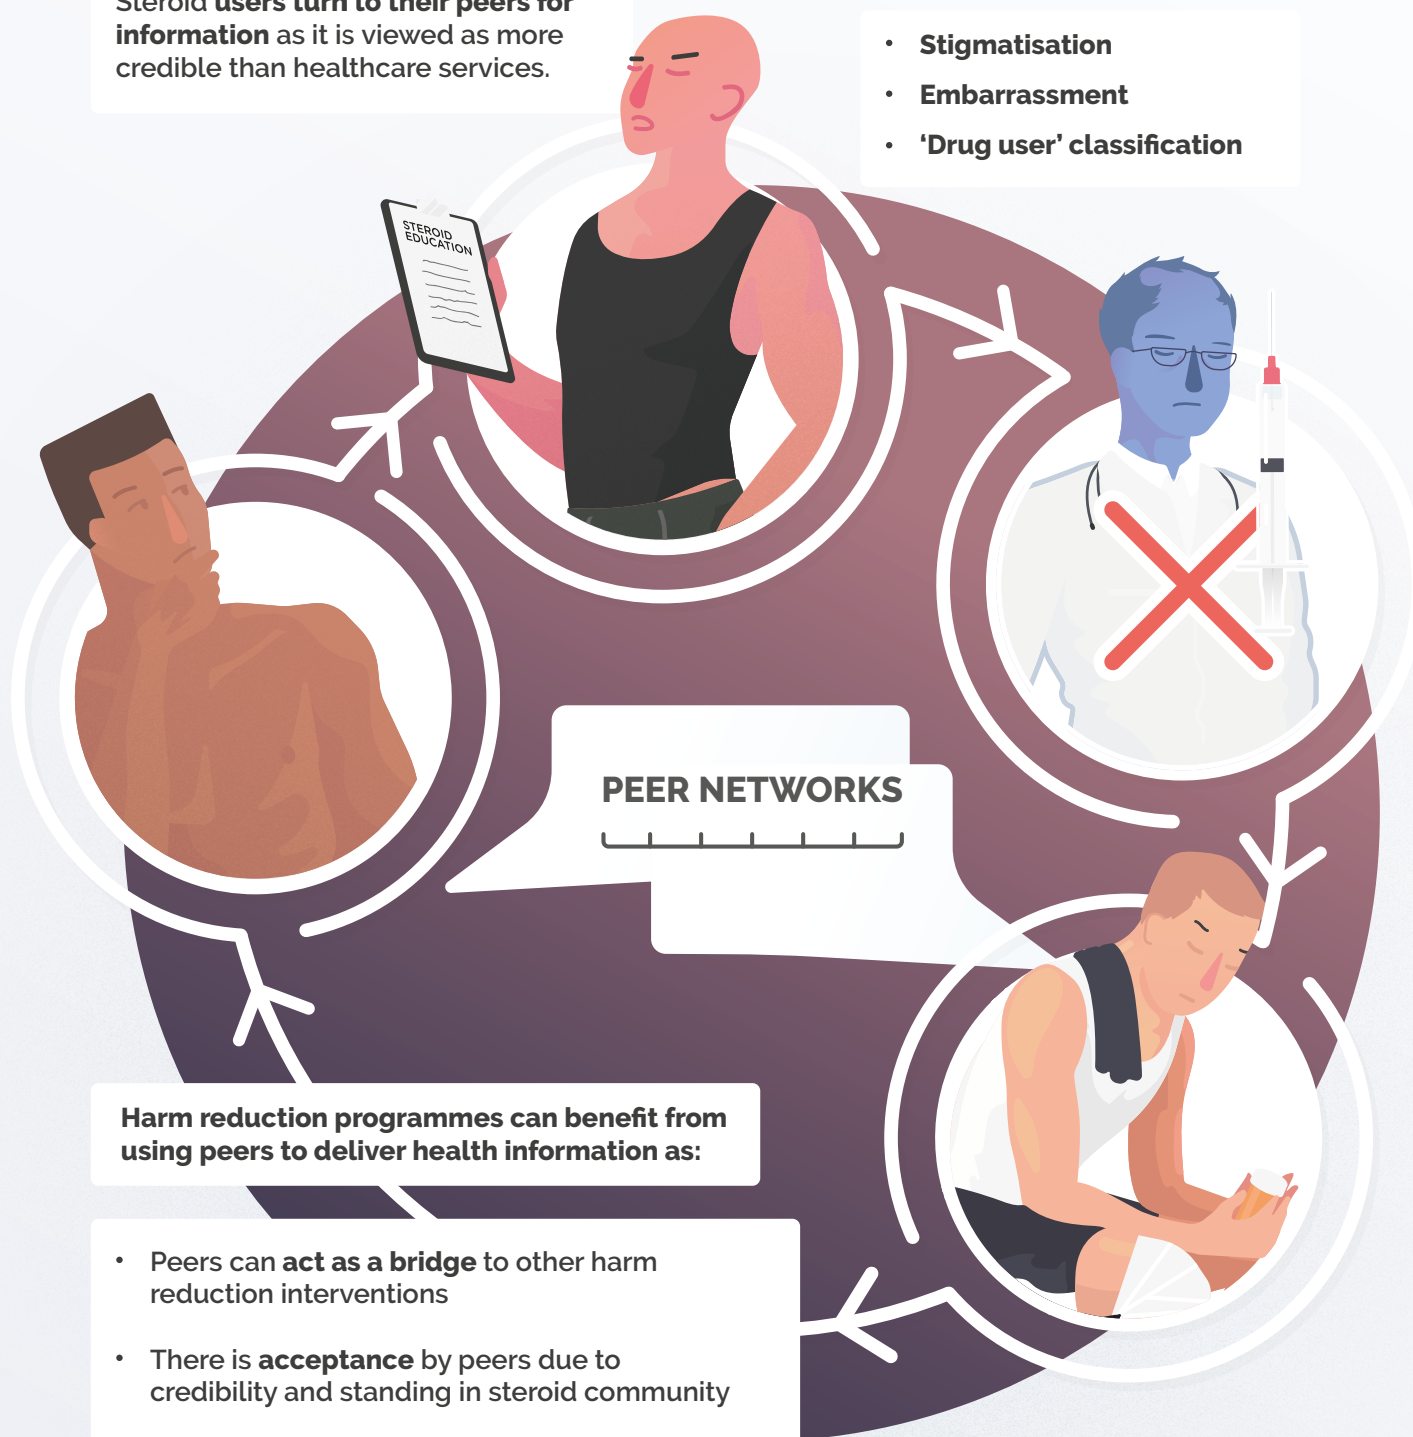 Steroid users turn to their peers for
information as it is viewed as more
credible than healthcare services.
• Stigmatisation
• Embarrassment
• ‘Drug user’ classification
STEROID
EDUCATION
PEER NETWORKS
Harm reduction programmes can benefit from
using peers to deliver health information as:
• Peers can act as a bridge to other harm
reduction interventions
• There is acceptance by peers due to
credibility and standing in steroid community